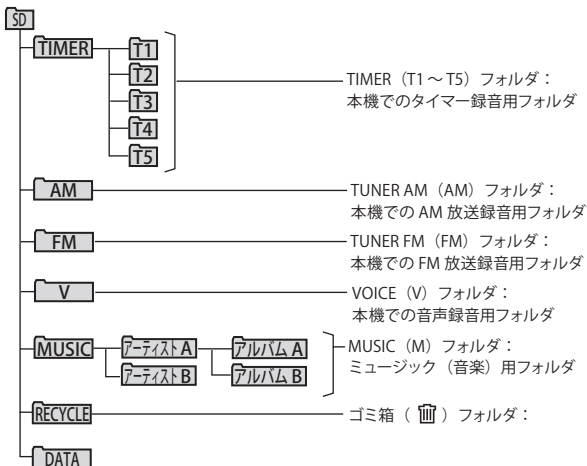 SD
TIMER
T1
T2
T3
T4
T5
TIMER（T1～T5）フォルダ：
本機でのタイマー録音用フォルダ
AM
TUNER AM（AM）フォルダ：
本機での AM 放送録音用フォルダ
FM
TUNER FM（FM）フォルダ：
本機での FM 放送録音用フォルダ
V
VOICE（V）フォルダ：
本機での音声録音用フォルダ
MUSIC
アーティスト A
アルバム A
アーティスト B
アルバム B
MUSIC（M）フォルダ：
ミュージック（音楽）用フォルダ
RECYCLE
ゴミ箱（ ）フォルダ：
DATA